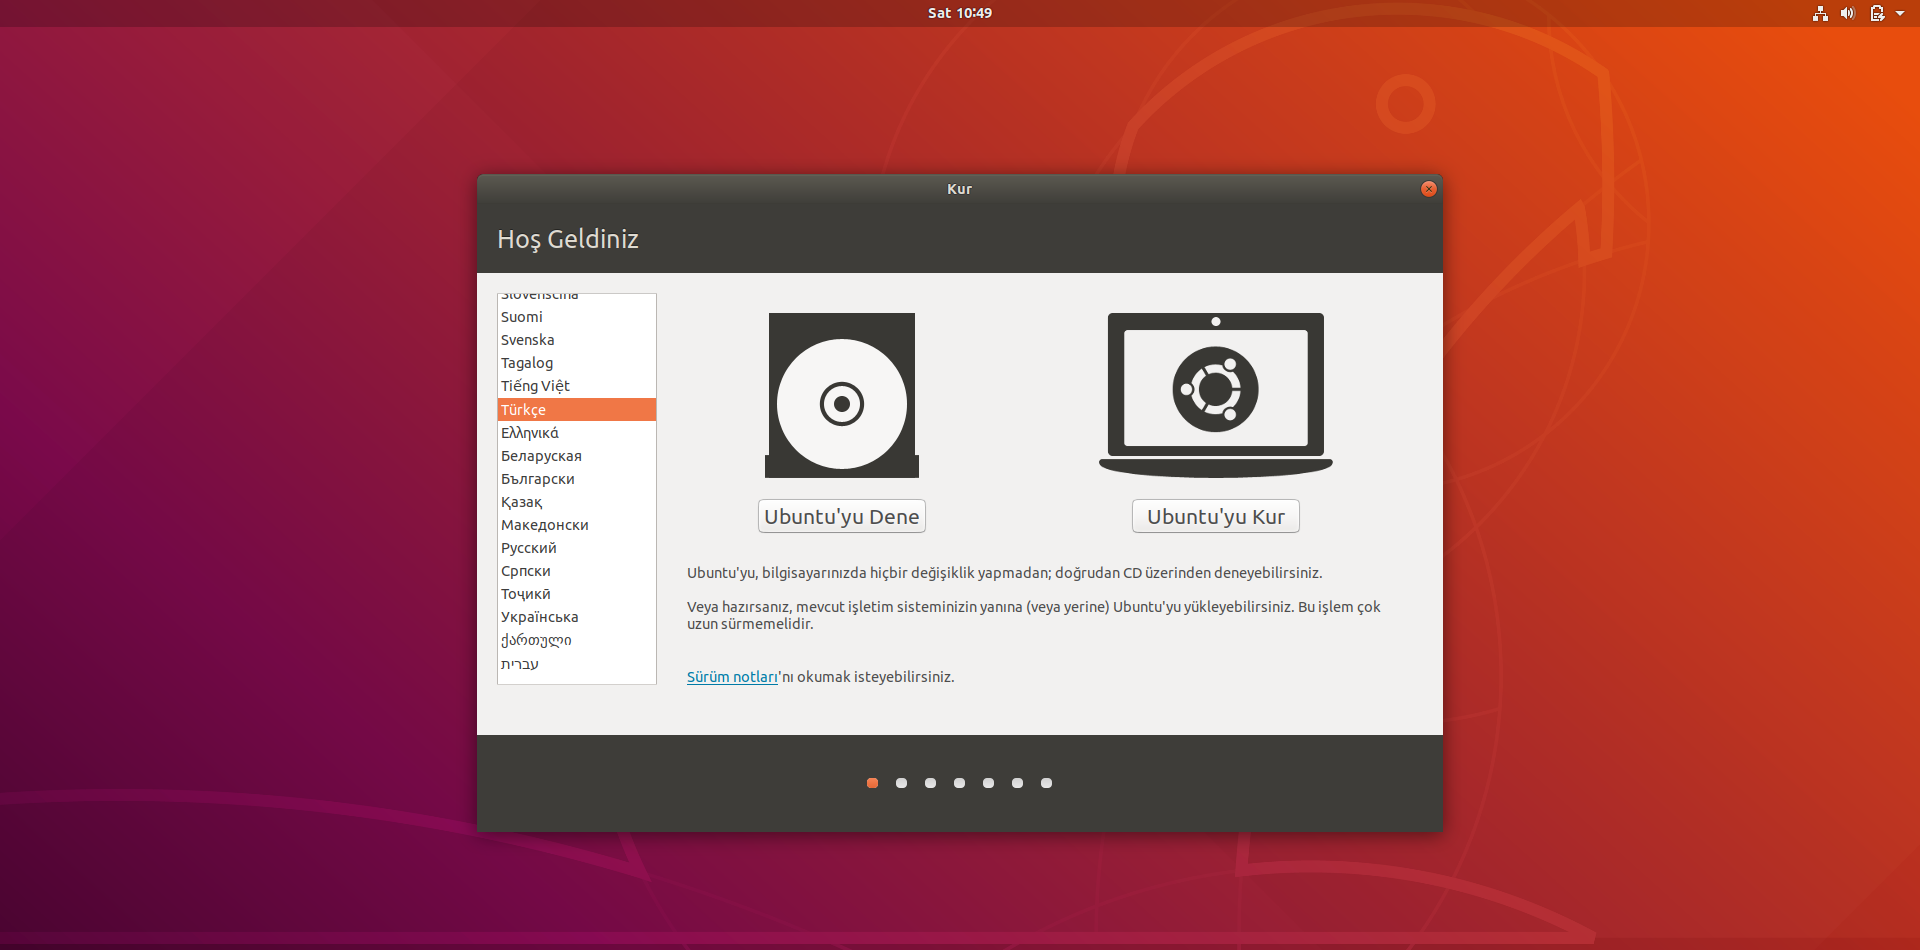 Sat 10:49
Kur
Hoş Geldiniz
Slovenščina
Suomi
Svenska
Tagalog
Tiếng Việt
Türkçe
Ελληνικά
Беларуская
Български
Қазақ
Македонски
Русский
Српски
Тоҷикӣ
Українська
ქართული
עברית
Ubuntu'yu Dene
Ubuntu'yu Kur
Ubuntu'yu, bilgisayarınızda hiçbir değişiklik yapmadan; doğrudan CD üzerinden deneyebilirsiniz.
Veya hazırsanız, mevcut işletim sisteminizin yanına (veya yerine) Ubuntu'yu yükleyebilirsiniz. Bu işlem çok
uzun sürmemelidir.
Sürüm notları'nı okumak isteyebilirsiniz.